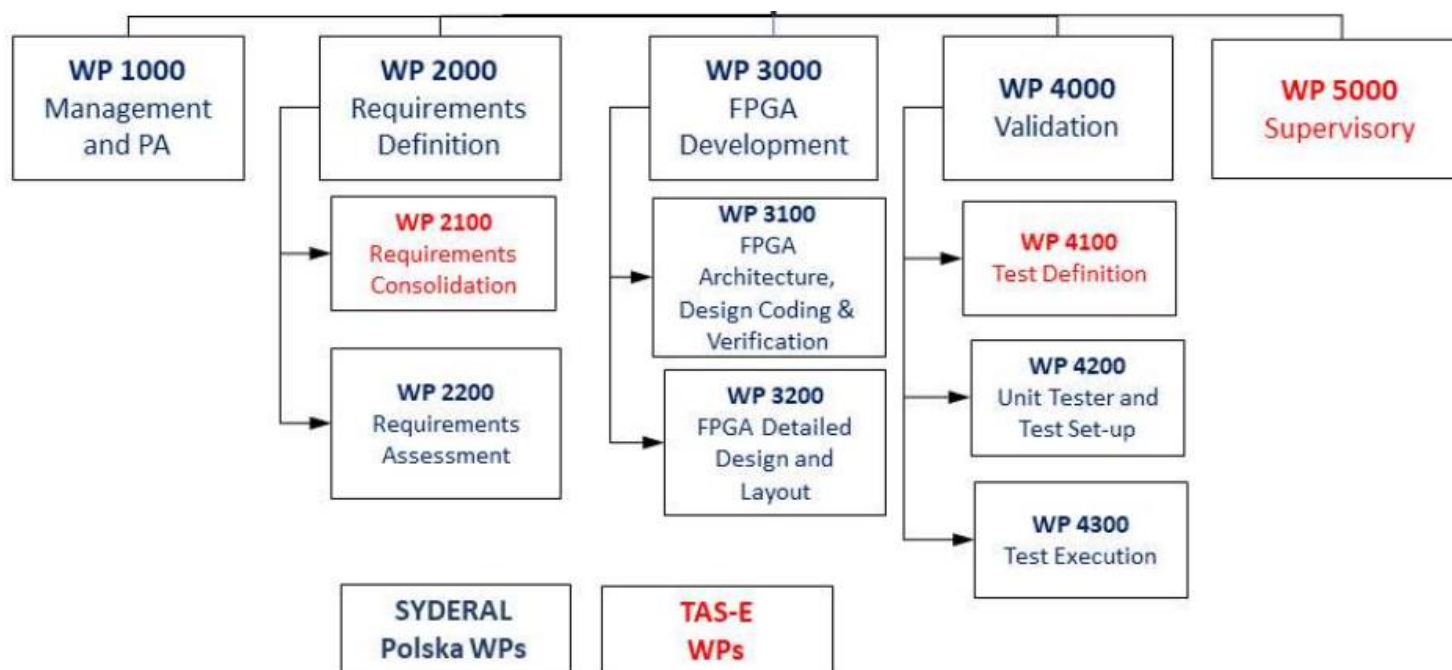 WP 1000
Management
and PA
WP 2000
Requirements
Definition
WP 3000
FPGA
Development
WP 4000
Validation
WP 5000
Supervisory
WP 2100
Requirements
Consolidation
WP 2200
Requirements
Assessment
WP 3100
FPGA
Architecture,
Design Coding &
Verification
WP 3200
FPGA Detailed
Design and
Layout
WP 4100
Test Definition
WP 4200
Unit Tester and
Test Set-up
WP 4300
Test Execution
SYDERAL
Polska WPs
TAS-E
WPs